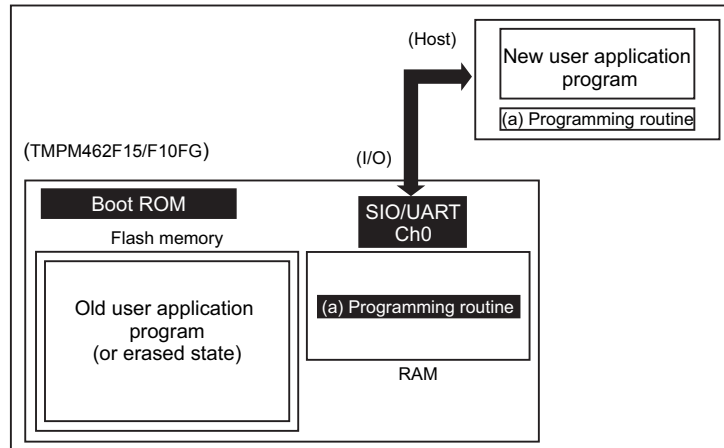 (Host)
New user application
program
(a) Programming routine
(TMPM462F15/F10FG)
(I/O)
Boot ROM
SIO/UART
Ch0
Flash memory
Old user application
program
(or erased state)
(a) Programming routine
RAM